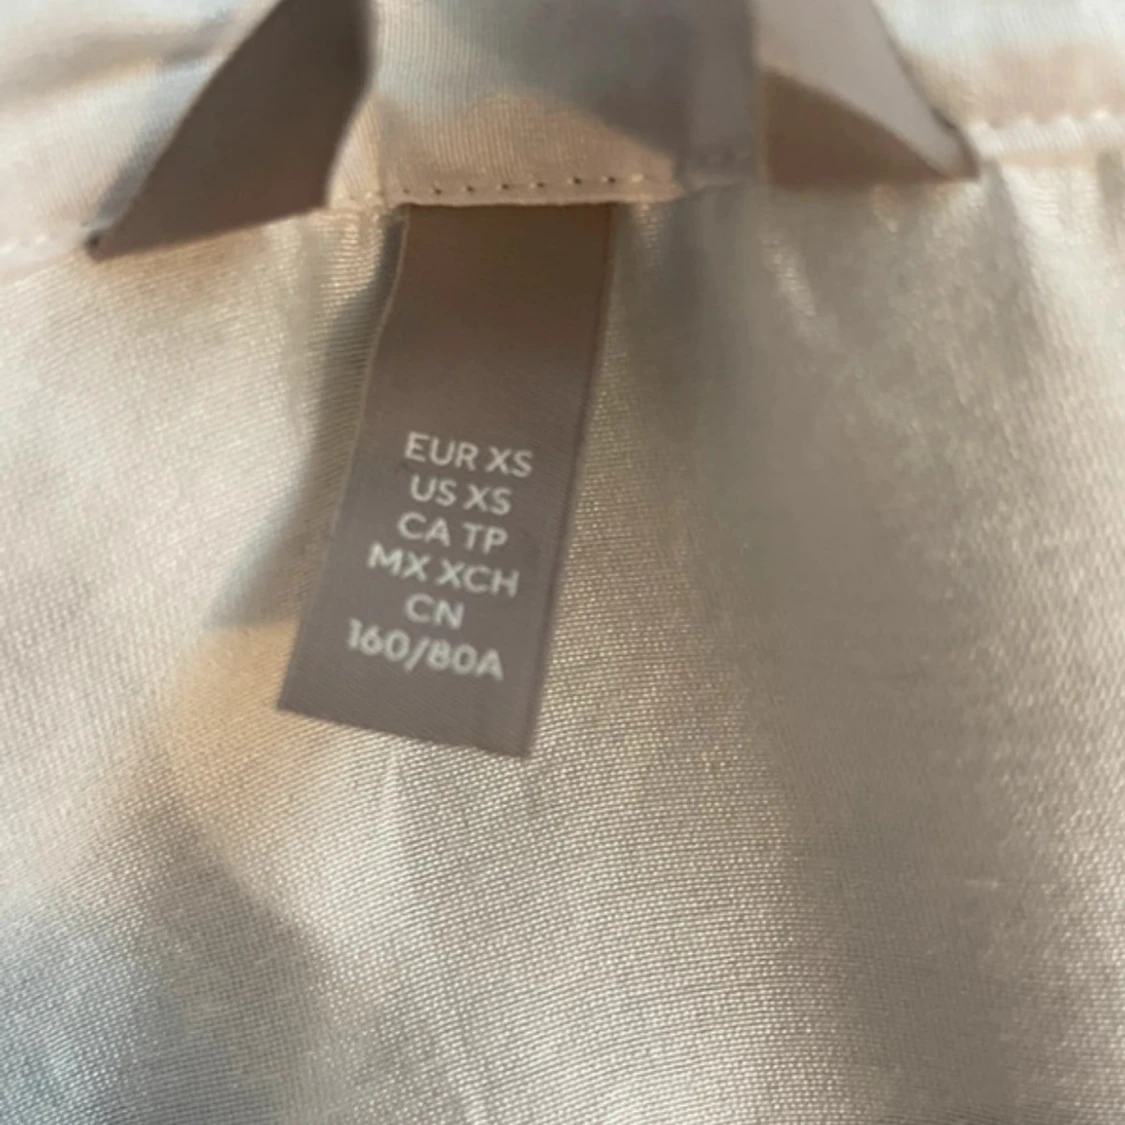 EUR XS
US XS
CA TP
MX XCH
CN
160/80A